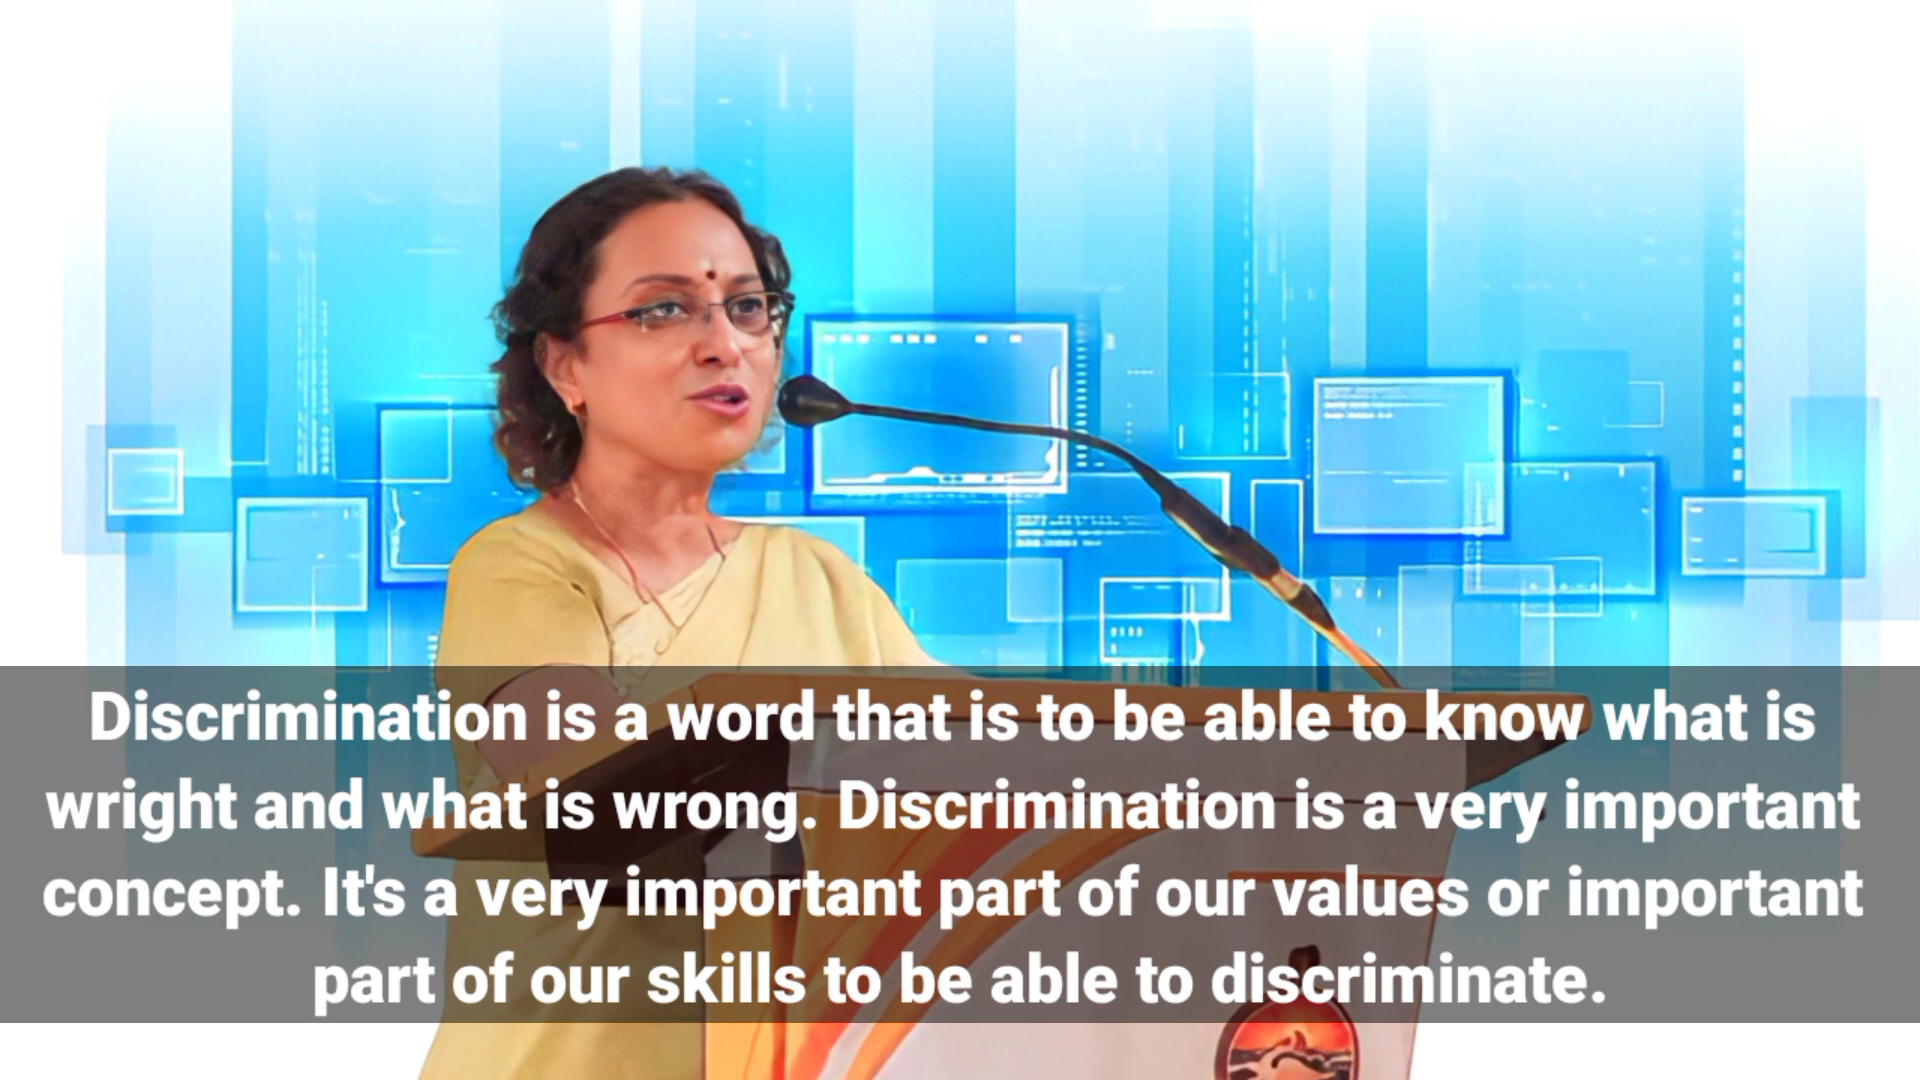 Discrimination is a word that is to be able to know what is
wright and what is wrong. Discrimination is a very important
concept. It's a very important part of our values or important
part of our skills to be able to discriminate.